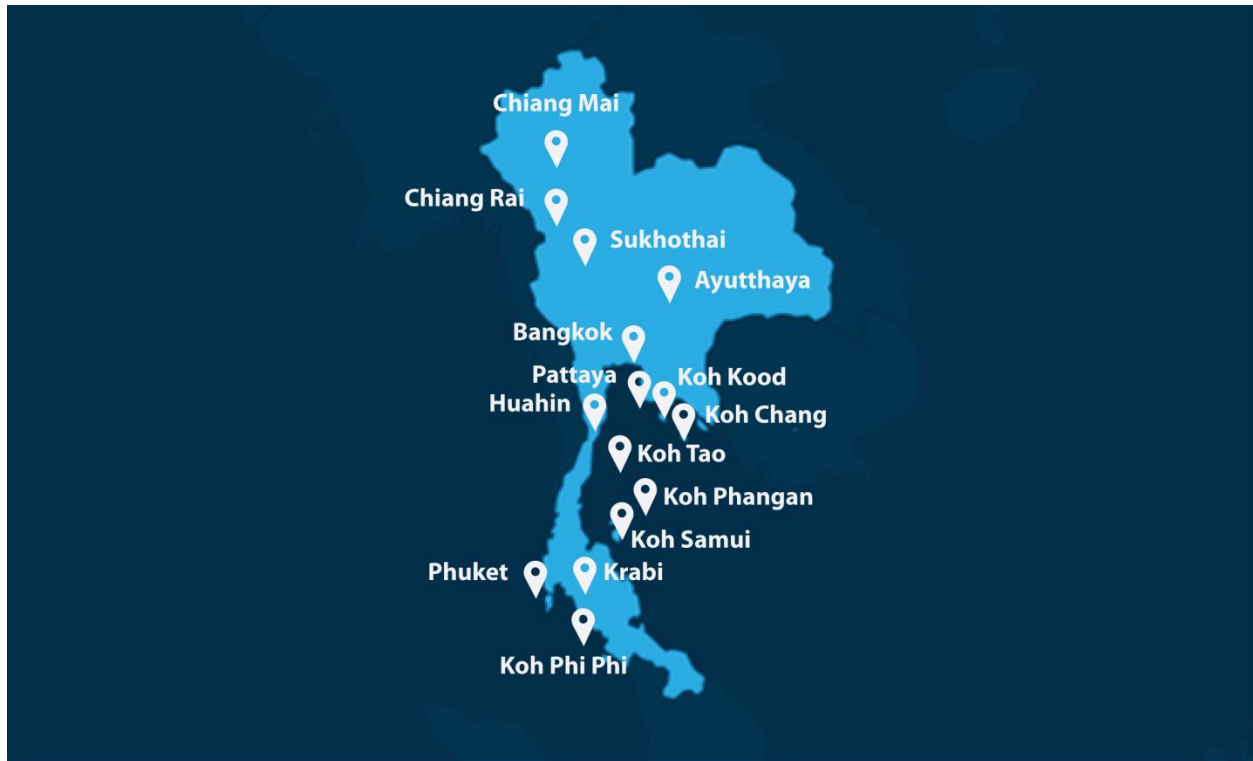 Chiang Mai
Chiang Rai
Sukhothai
Ayutthaya
Bangkok
Pattaya
Koh Kood
Huahin
Koh Chang
Koh Tao
Koh Phangan
Koh Samui
Phuket
Krabi
Koh Phi Phi